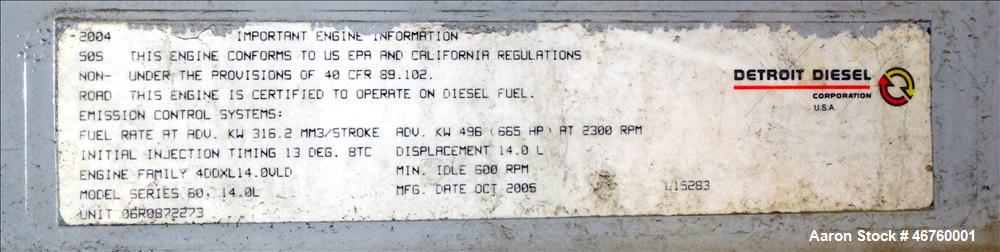 2004 IMPORTANT ENGINE INFORMATION
50S THIS ENGINE CONFORMS TO US EPA AND CALIFORNIA REGULATIONS
NON- UNDER THE PROVISIONS OF 40 CFR 89.102.
ROAD THIS ENGINE IS CERTIFIED TO OPERATE ON DIESEL FUEL.
EMISSION CONTROL SYSTEMS:
FUEL RATE AT ADV. KW 316.2 MM3/STROKE ADV. KW 496 (665 HP) AT 2300 RPM
INITIAL INJECTION TIMING 13 DEG. BTC DISPLACEMENT 14.0 L
ENGINE FAMILY 4DDXL14.0VLD MIN. IDLE 600 RPM
MODEL SERIES 60, 14.0L MFG. DATE OCT 2005
UNIT 06R0872273
L15283
DETROIT DIESEL
CORPORATION
U.S.A.
Aaron Stock # 46760001